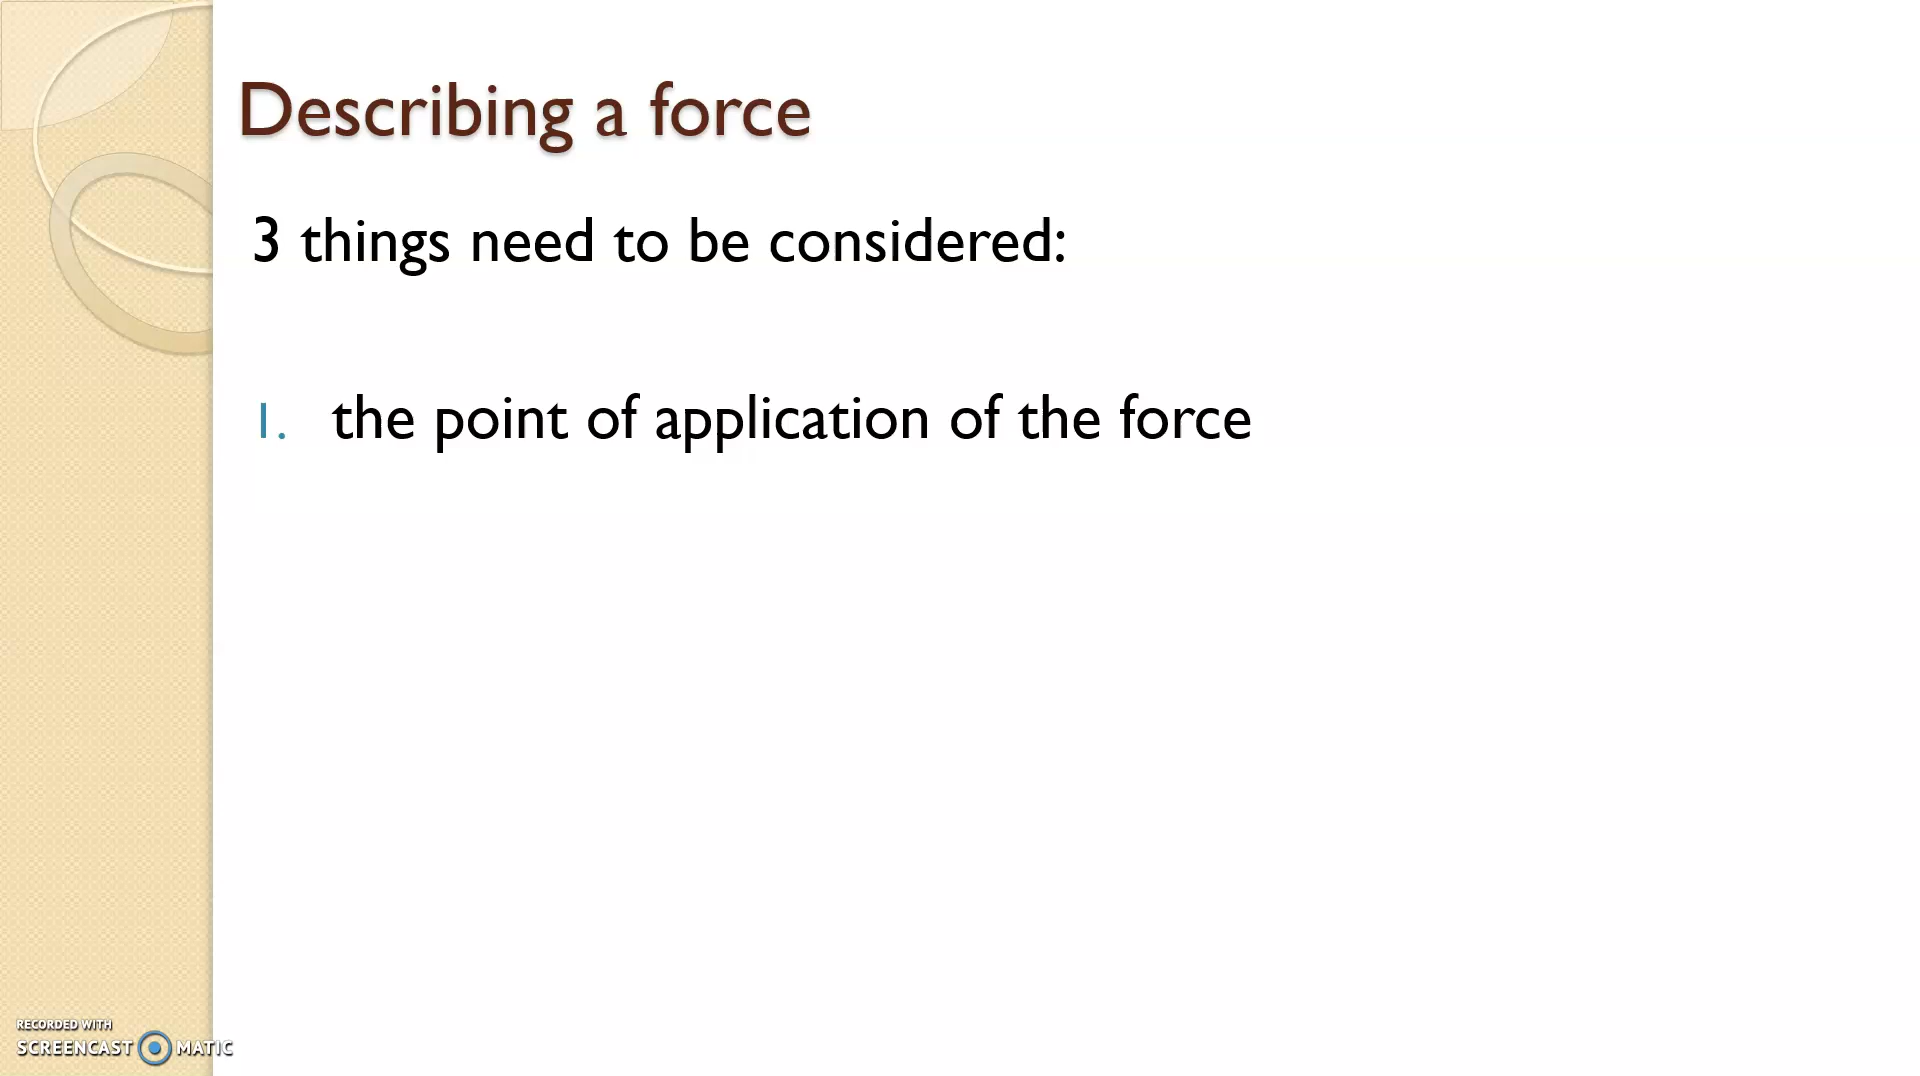 Describing a force
3 things need to be considered:
1. the point of application of the force
RECORDED WITH
SCREENCAST MATIC